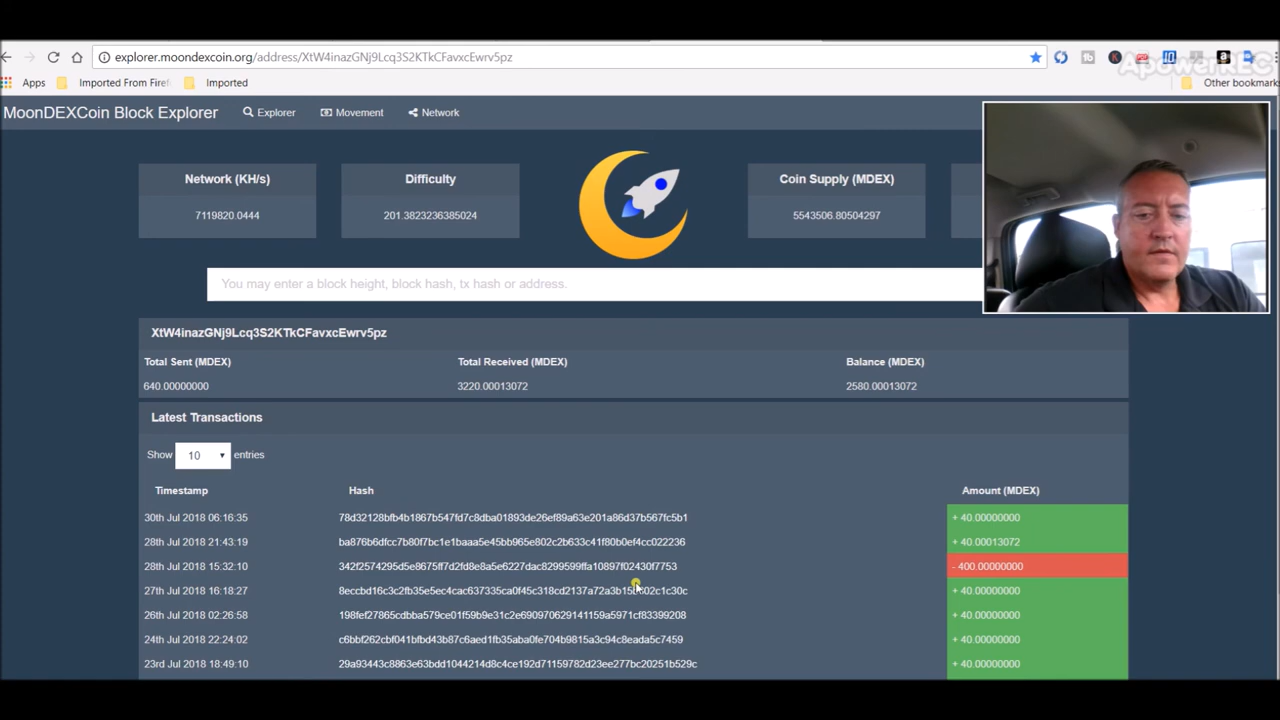 explorer.moondexcoin.org/address/XtW4inazGNj9Lcq3S2KTkCFavxcEwrv5pz
ApowerREC
Apps Imported From Firef Imported Other bookmark
MoonDEXCoin Block Explorer Explorer Movement Network
Network (KH/s) Difficulty Coin Supply (MDEX)
7119820.0444 201.3823236385024 5543506.80504297
You may enter a block height, block hash, tx hash or address.
XtW4inazGNj9Lcq3S2KTkCFavxcEwrv5pz
Total Sent (MDEX) Total Received (MDEX) Balance (MDEX)
640.00000000 3220.00013072 2580.00013072
Latest Transactions
Show 10 entries
Timestamp Hash Amount (MDEX)
30th Jul 2018 06:16:35 78d32128bfb4b1867b547fd7c8dba01893de26ef89a63e201a86d37b567fc5b1 + 40.00000000
28th Jul 2018 21:43:19 ba876b6dfcc7b80f7bc1e1baaa5e45bb965e802c2b633c41f80b0ef4cc022236 + 40.00013072
28th Jul 2018 15:32:10 342f2574295d5e8675ff7d2fd8e8a5e6227dac8299599ffa10897f02430f7753 - 400.00000000
27th Jul 2018 16:18:27 + 40.00000000
26th Jul 2018 02:26:58 198fef27865cdbba579ce01f59b9e31c2e690970629141159a5971cf83399208 + 40.00000000
24th Jul 2018 22:24:02 c6bbf262cbf041bfbd43b87c6aed1fb35aba0fe704b9815a3c94c8eada5c7459 + 40.00000000
23rd Jul 2018 18:49:10 29a93443c8863e63bdd1044214d8c4ce192d71159782d23ee277bc20251b529c + 40.00000000